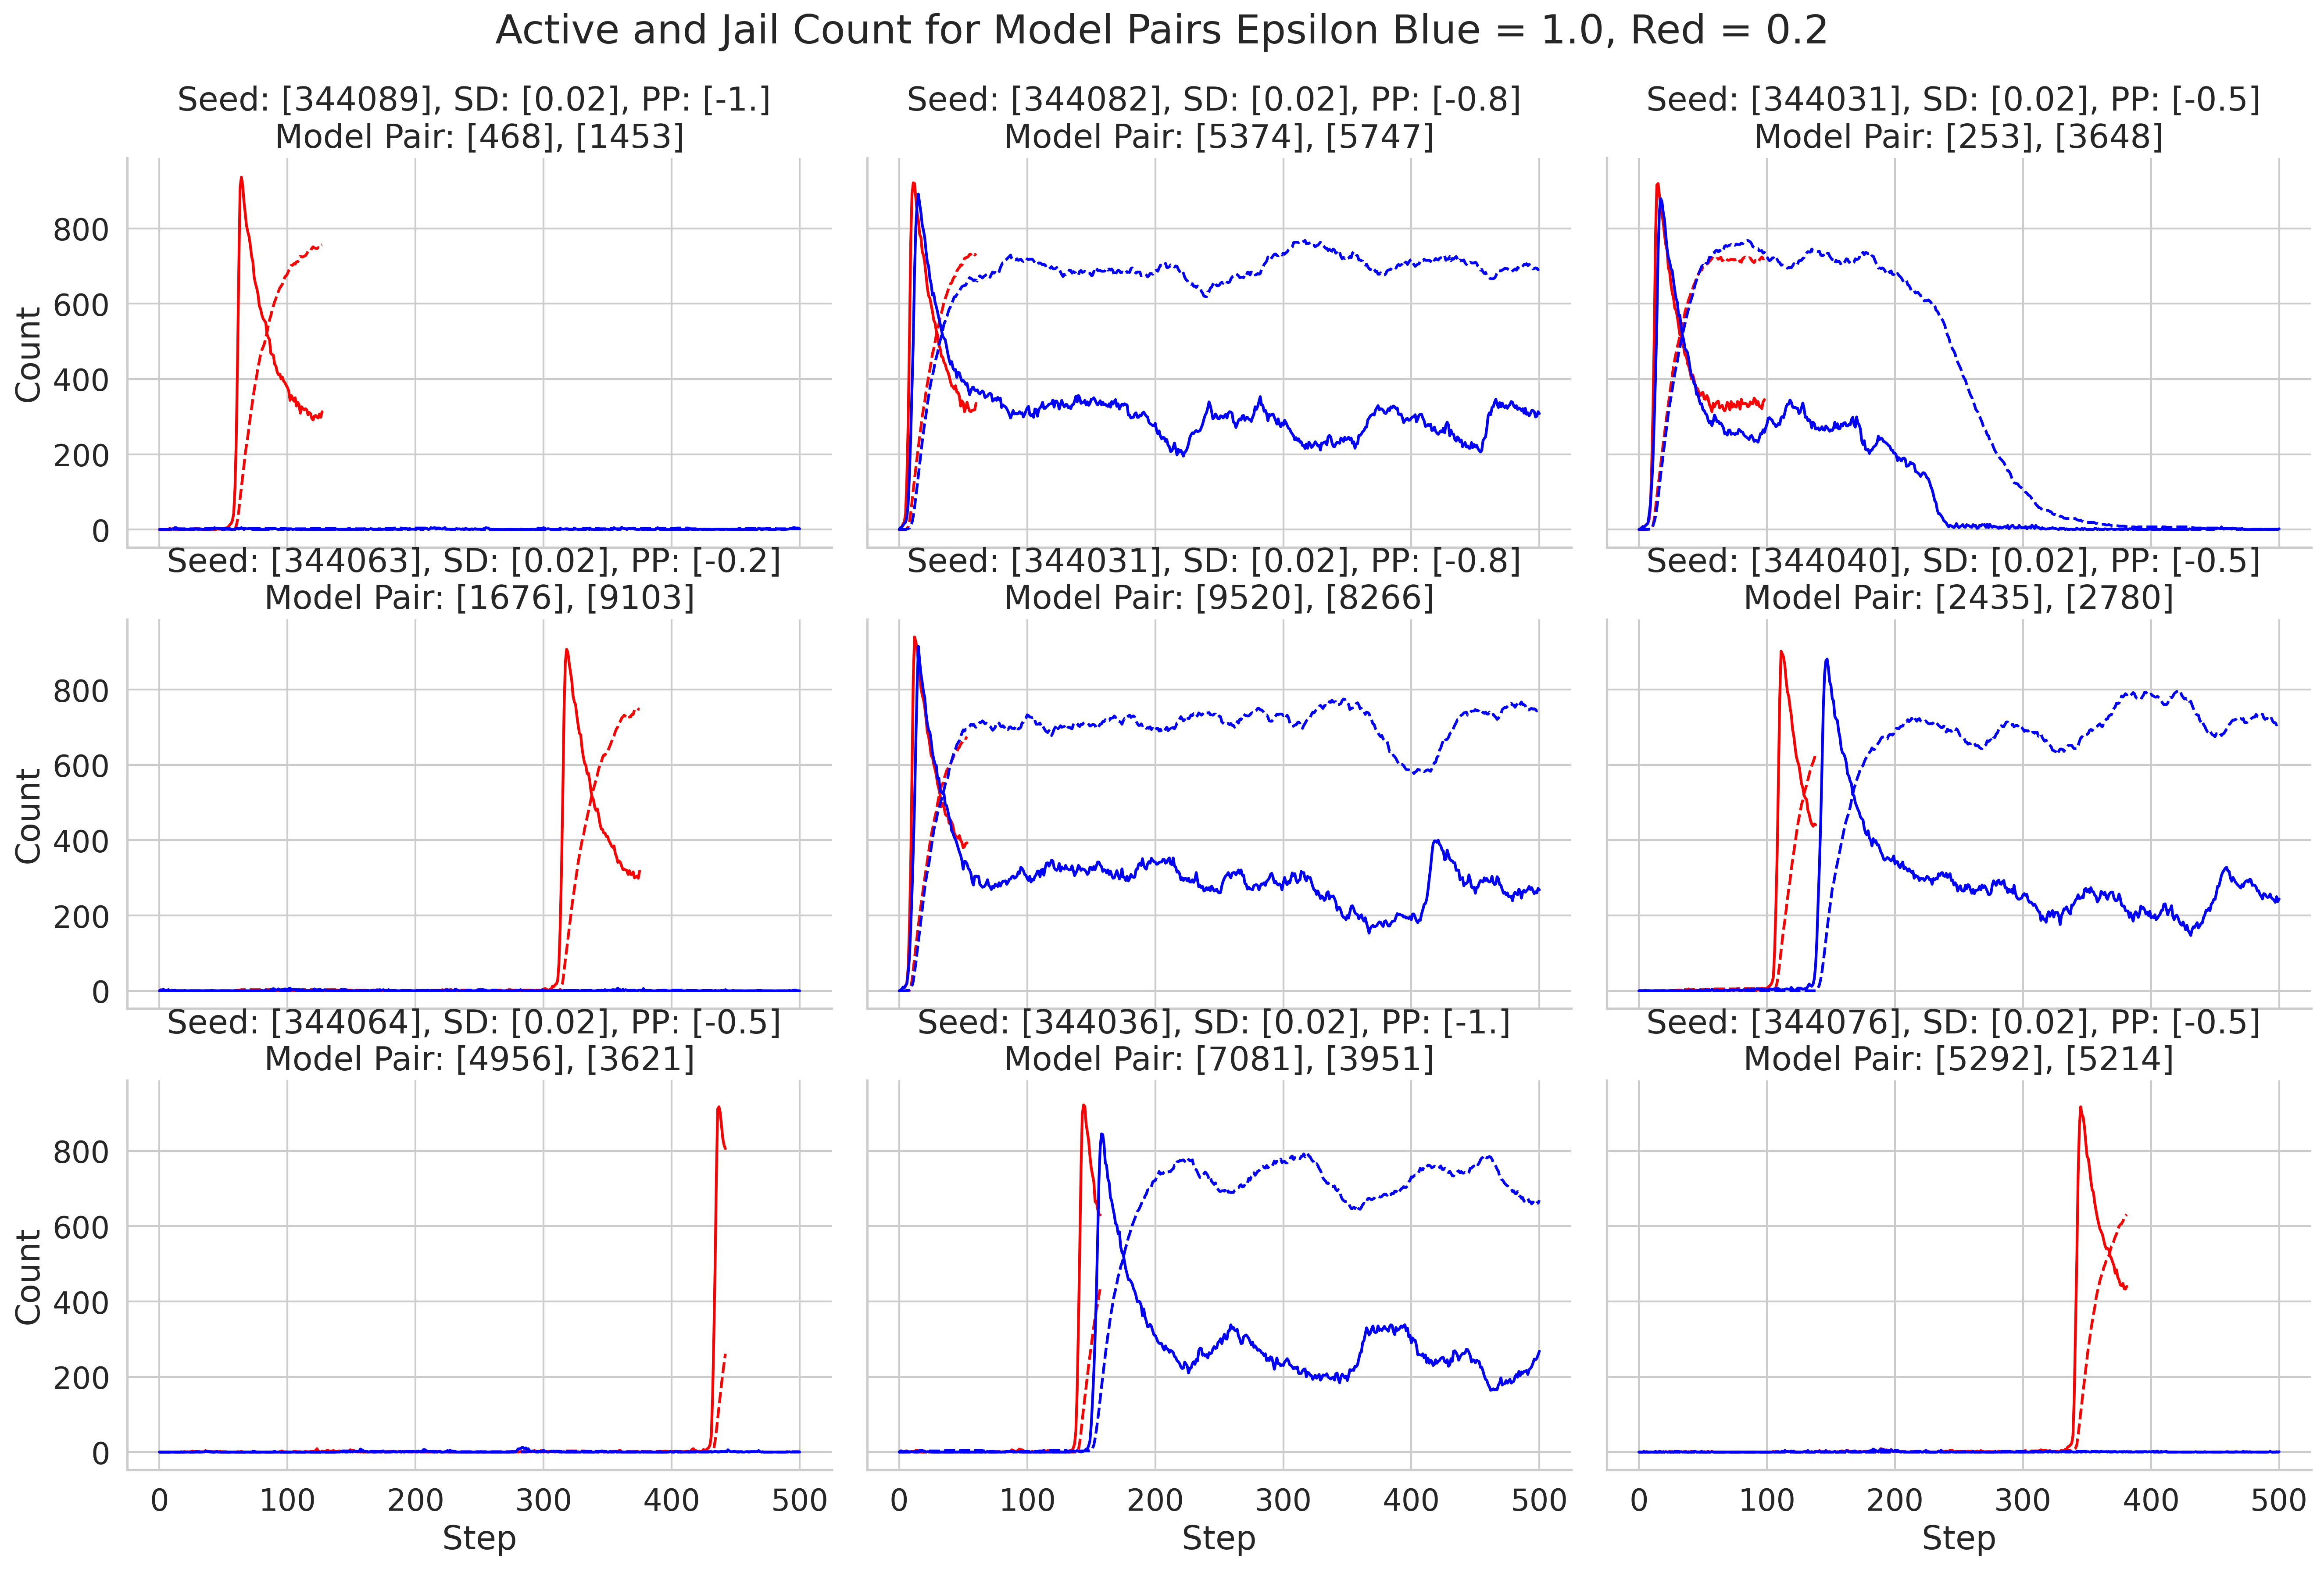 Active and Jail Count for Model Pairs Epsilon Blue = 1.0, Red = 0.2
Seed: [344089], SD: [0.02], PP: [-1.]
Model Pair: [468], [1453]
Seed: [344082], SD: [0.02], PP: [-0.8]
Model Pair: [5374], [5747]
Seed: [344031], SD: [0.02], PP: [-0.5]
Model Pair: [253], [3648]
Count
800
600
400
200
0
Seed: [344063], SD: [0.02], PP: [-0.2]
Model Pair: [1676], [9103]
Seed: [344031], SD: [0.02], PP: [-0.8]
Model Pair: [9520], [8266]
Seed: [344040], SD: [0.02], PP: [-0.5]
Model Pair: [2435], [2780]
Count
800
600
400
200
0
Seed: [344064], SD: [0.02], PP: [-0.5]
Model Pair: [4956], [3621]
Seed: [344036], SD: [0.02], PP: [-1.]
Model Pair: [7081], [3951]
Seed: [344076], SD: [0.02], PP: [-0.5]
Model Pair: [5292], [5214]
Count
800
600
400
200
0
0 100 200 300 400 500
0 100 200 300 400 500
0 100 200 300 400 500
Step
Step
Step